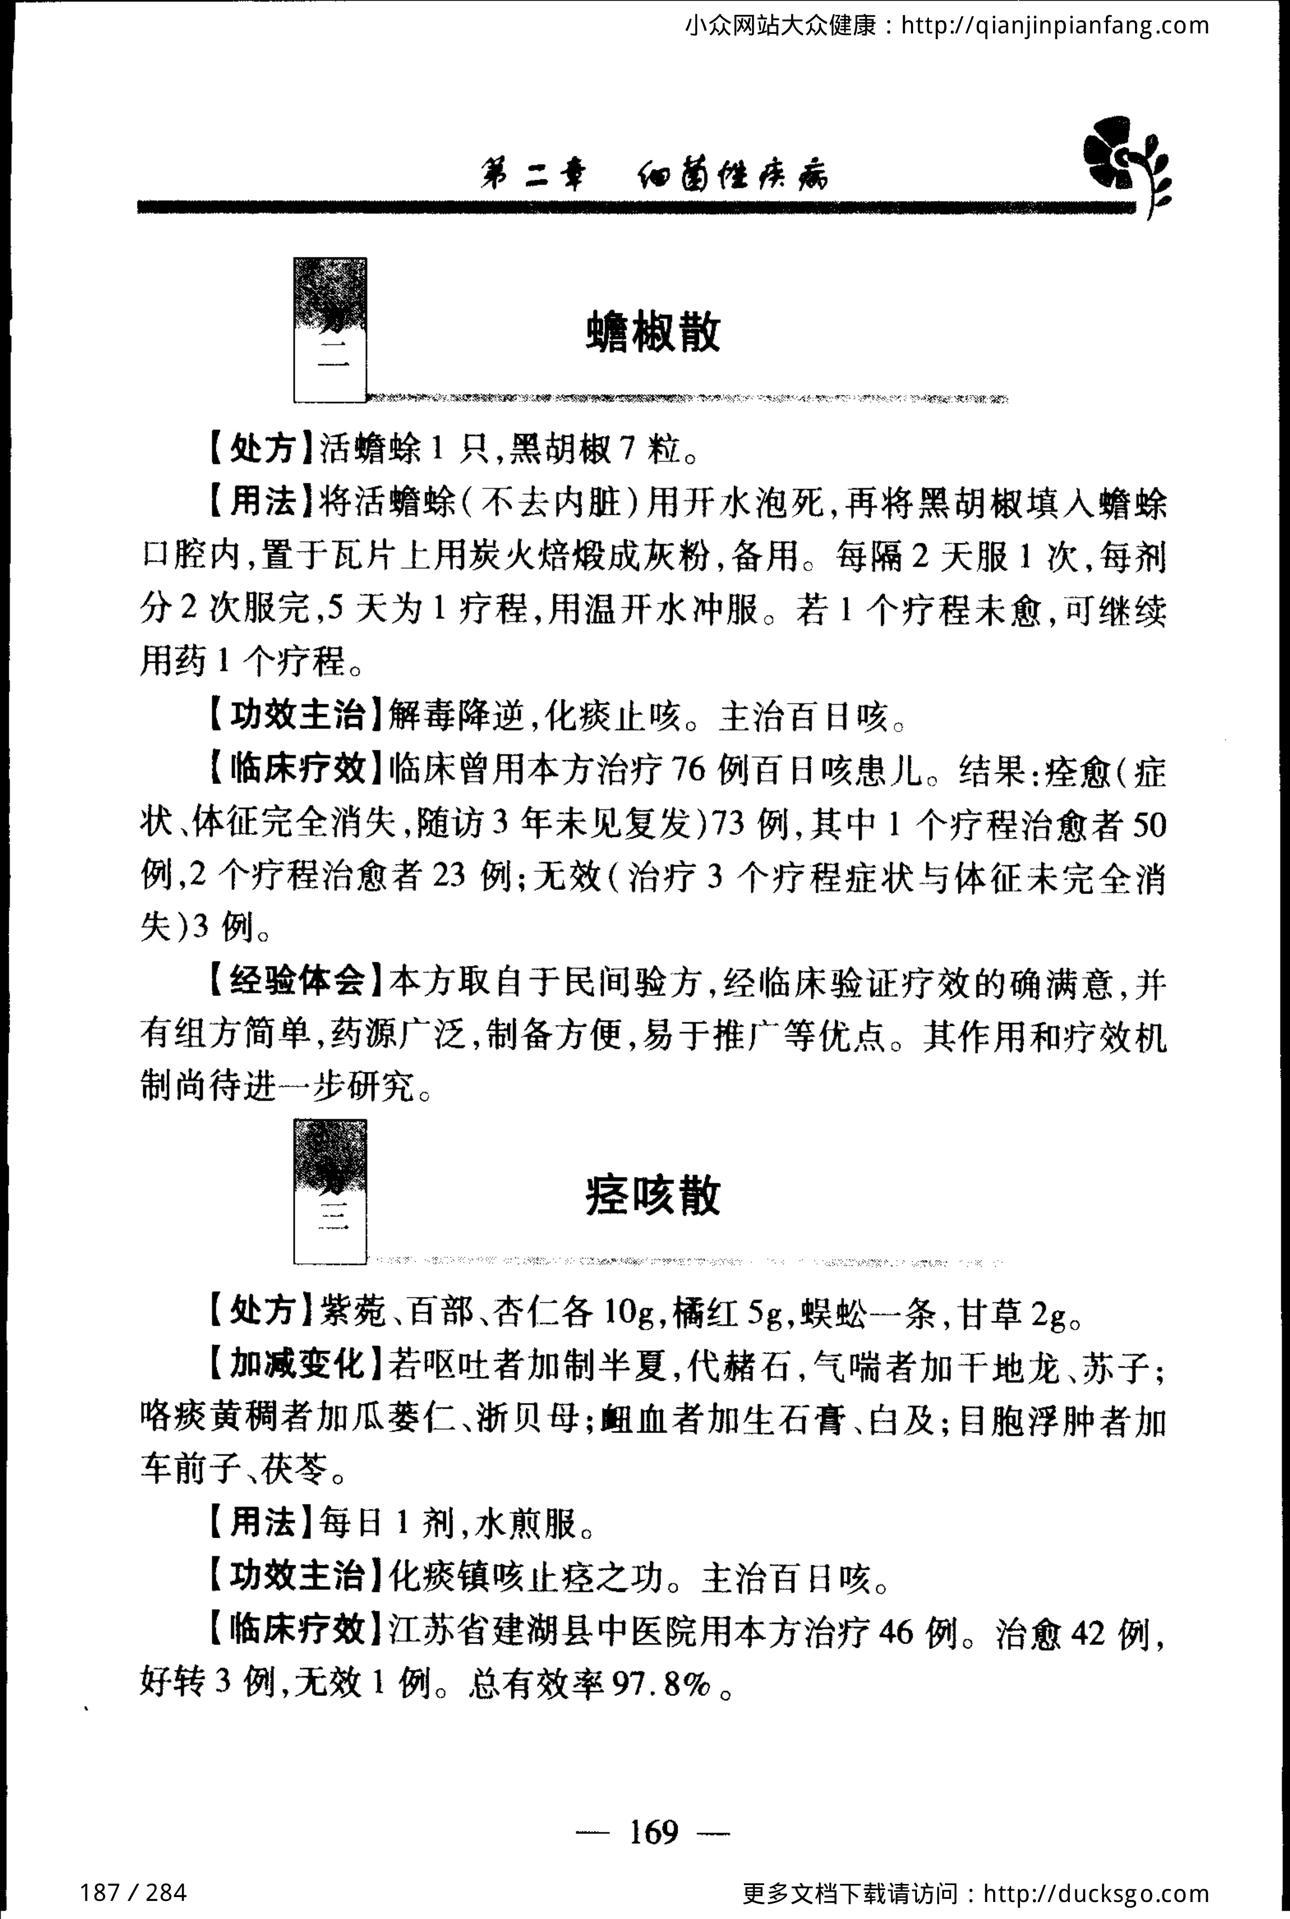 小众网站大众健康：http://qianjinpianfang.com
第二章 细菌性疾病
方二
蟾椒散
【处方】活蟾蜍1 只,黑胡椒7 粒。
【用法】将活蟾蜍(不去内脏)用开水泡死,再将黑胡椒填入蟾蜍
口腔内,置于瓦片上用炭火焙煅成灰粉,备用。每隔2 天服1 次,每剂
分2 次服完,5 天为1 疗程,用温开水冲服。若1 个疗程未愈,可继续
用药1 个疗程。
【功效主治】解毒降逆,化痰止咳。主治百日咳。
【临床疗效】临床曾用本方治疗76 例百日咳患儿。结果:痊愈(症
状、体征完全消失,随访3 年未见复发)73 例,其中1 个疗程治愈者50
例,2 个疗程治愈者23 例;无效(治疗3 个疗程症状与体征未完全消
失)3 例。
【经验体会】本方取自于民间验方,经临床验证疗效的确满意,并
有组方简单,药源广泛,制备方便,易于推广等优点。其作用和疗效机
制尚待进一步研究。
方三
痉咳散
【处方】紫菀、百部、杏仁各10g,橘红5g,蜈蚣一条,甘草2g。
【加减变化】若呕吐者加制半夏,代赭石,气喘者加干地龙、苏子;
咯痰黄稠者加瓜蒌仁、浙贝母;衄血者加生石膏、白及;目胞浮肿者加
车前子、茯苓。
【用法】每日1 剂,水煎服。
【功效主治】化痰镇咳止痉之功。主治百日咳。
【临床疗效】江苏省建湖县中医院用本方治疗46 例。治愈42 例,
好转3 例,无效1 例。总有效率97.8%。
— 169 —
187 / 284
更多文档下载请访问：http://ducksgo.com